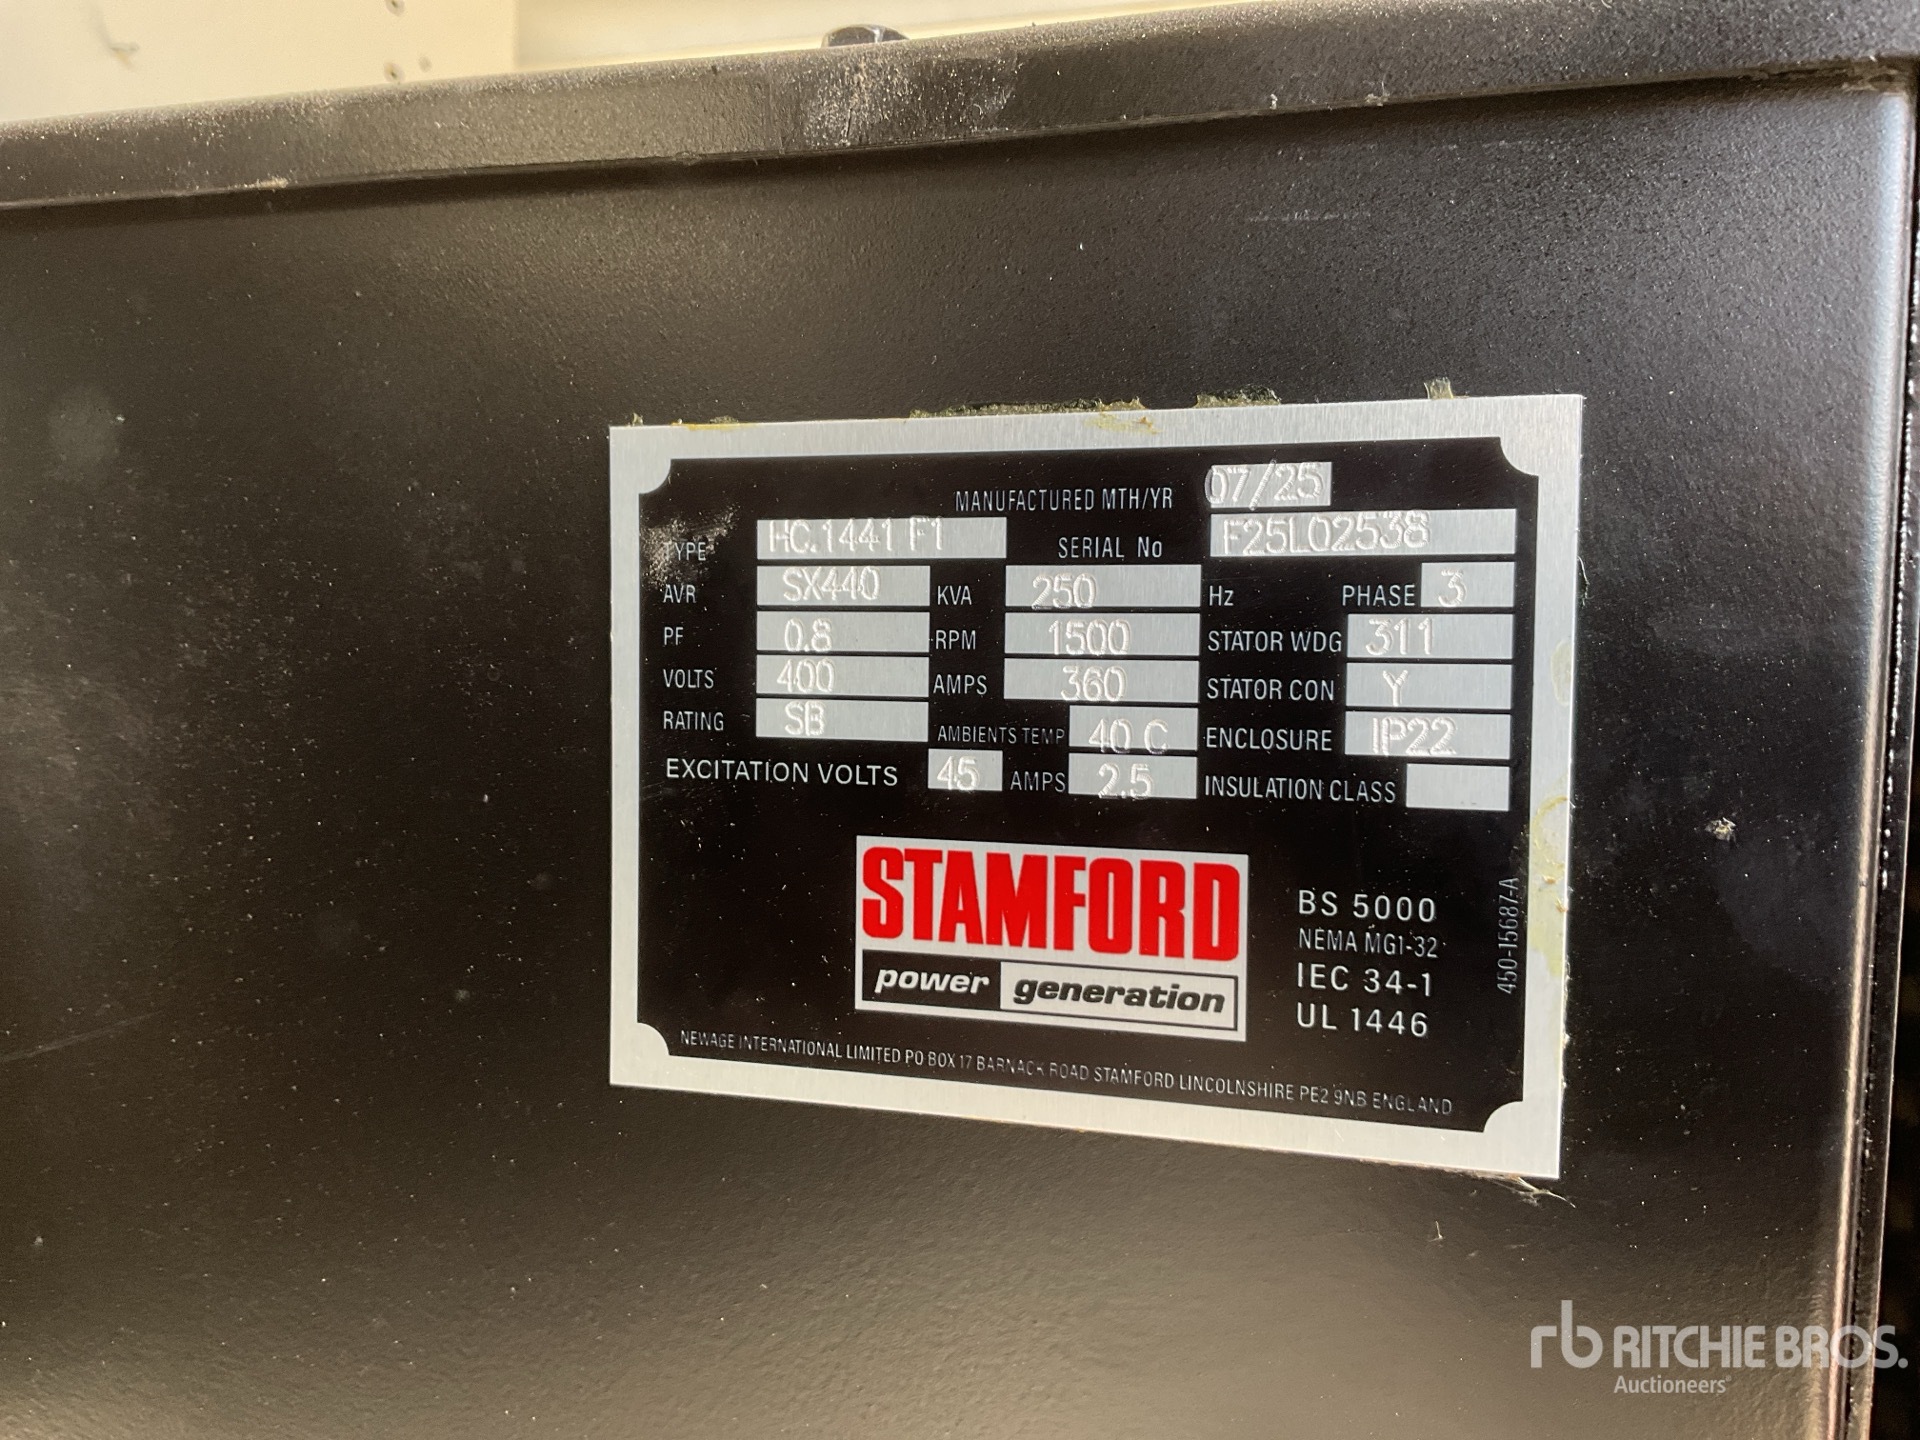 MANUFACTURED MTH/YR 07/25
TYPE HC.1441 F1 SERIAL No F25L02538
AVR SX440 KVA 250 Hz PHASE 3
PF 0.8 RPM 1500 STATOR WDG 311
VOLTS 400 AMPS 360 STATOR CON Y
RATING SB AMBIENTS TEMP 40 C ENCLOSURE IP22
EXCITATION VOLTS 45 AMPS 2.5 INSULATION CLASS
STAMFORD
power generation
BS 5000
NEMA MG1-32
IEC 34-1
UL 1446
450-15687-A
NEWAGE INTERNATIONAL LIMITED PO BOX 17 BARNACK ROAD STAMFORD LINCOLNSHIRE PE2 9NB ENGLAND
rb RITCHIE BROS.
Auctioneers